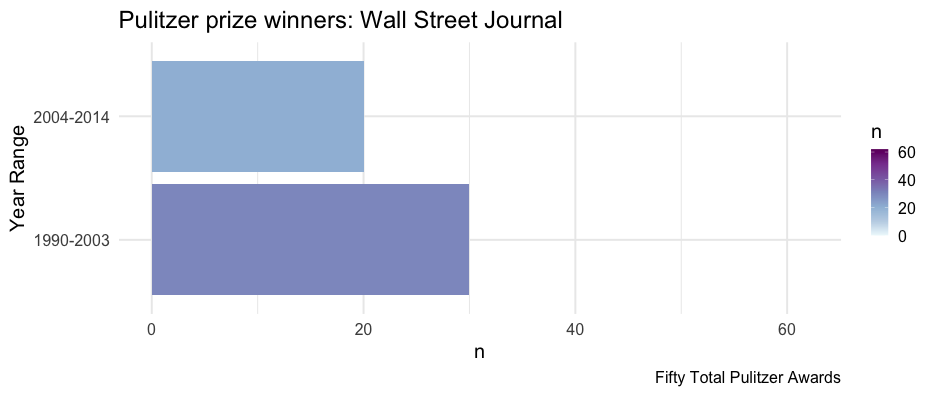 Pulitzer prize winners: Wall Street Journal
Year Range
2004-2014
1990-2003
0 20 40 60
n
n
60
40
20
0
Fifty Total Pulitzer Awards